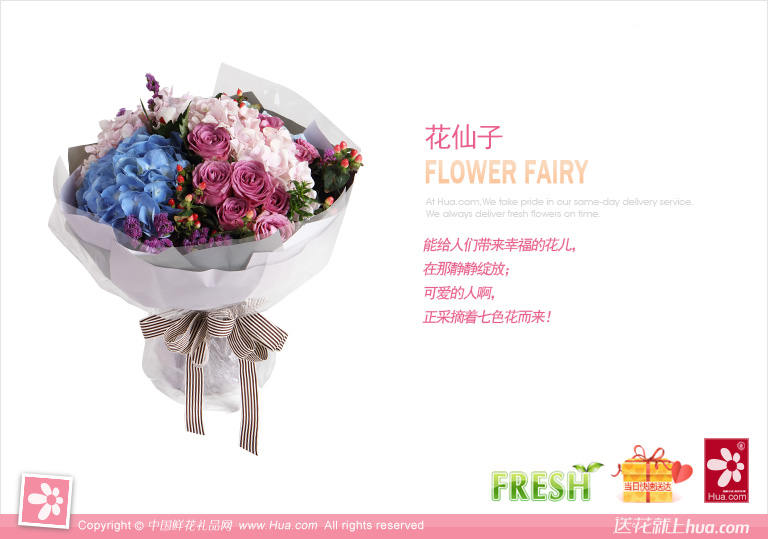 花仙子
FLOWER FAIRY
At Hua.com,We take pride in our same-day delivery service.
We always deliver fresh flowers on time.
能给人们带来幸福的花儿，
在那静静绽放；
可爱的人啊，
正采摘着七色花而来！
FRESH
当日快速送达
Hua.com
Copyright © 中国鲜花礼品网 www.Hua.com All rights reserved
送花就上hua.com